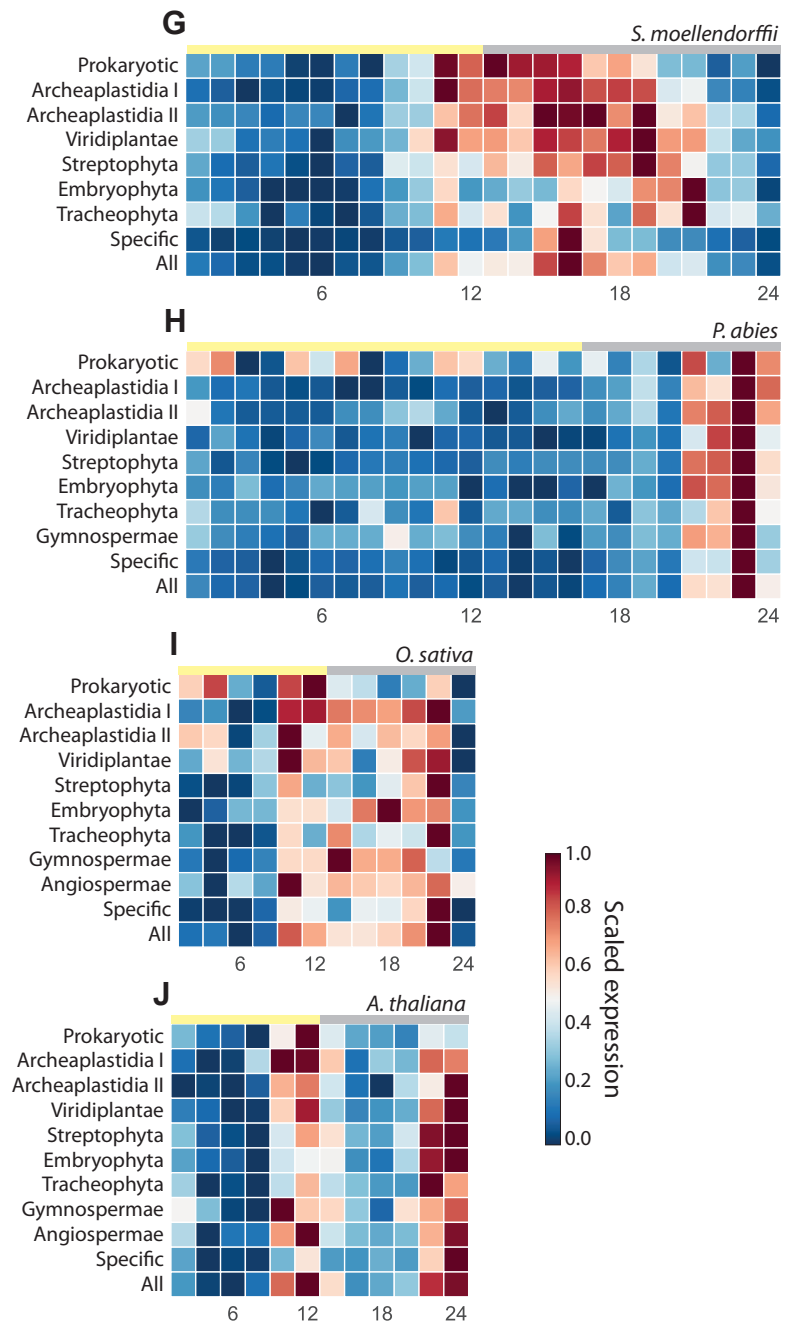 G
S. moellendorffii
Prokaryotic
Archeaplastidia I
Archeaplastidia II
Viridiplantae
Streptophyta
Embryophyta
Tracheophyta
Specific
All
6 12 18 24
H
P. abies
Prokaryotic
Archeaplastidia I
Archeaplastidia II
Viridiplantae
Streptophyta
Embryophyta
Tracheophyta
Gymnospermae
Specific
All
6 12 18 24
I
O. sativa
Prokaryotic
Archeaplastidia I
Archeaplastidia II
Viridiplantae
Streptophyta
Embryophyta
Tracheophyta
Gymnospermae
Angiospermae
Specific
All
6 12 18 24
1.0
0.8
0.6
0.4
0.2
0.0
Scaled expression
J
A. thaliana
Prokaryotic
Archeaplastidia I
Archeaplastidia II
Viridiplantae
Streptophyta
Embryophyta
Tracheophyta
Gymnospermae
Angiospermae
Specific
All
6 12 18 24